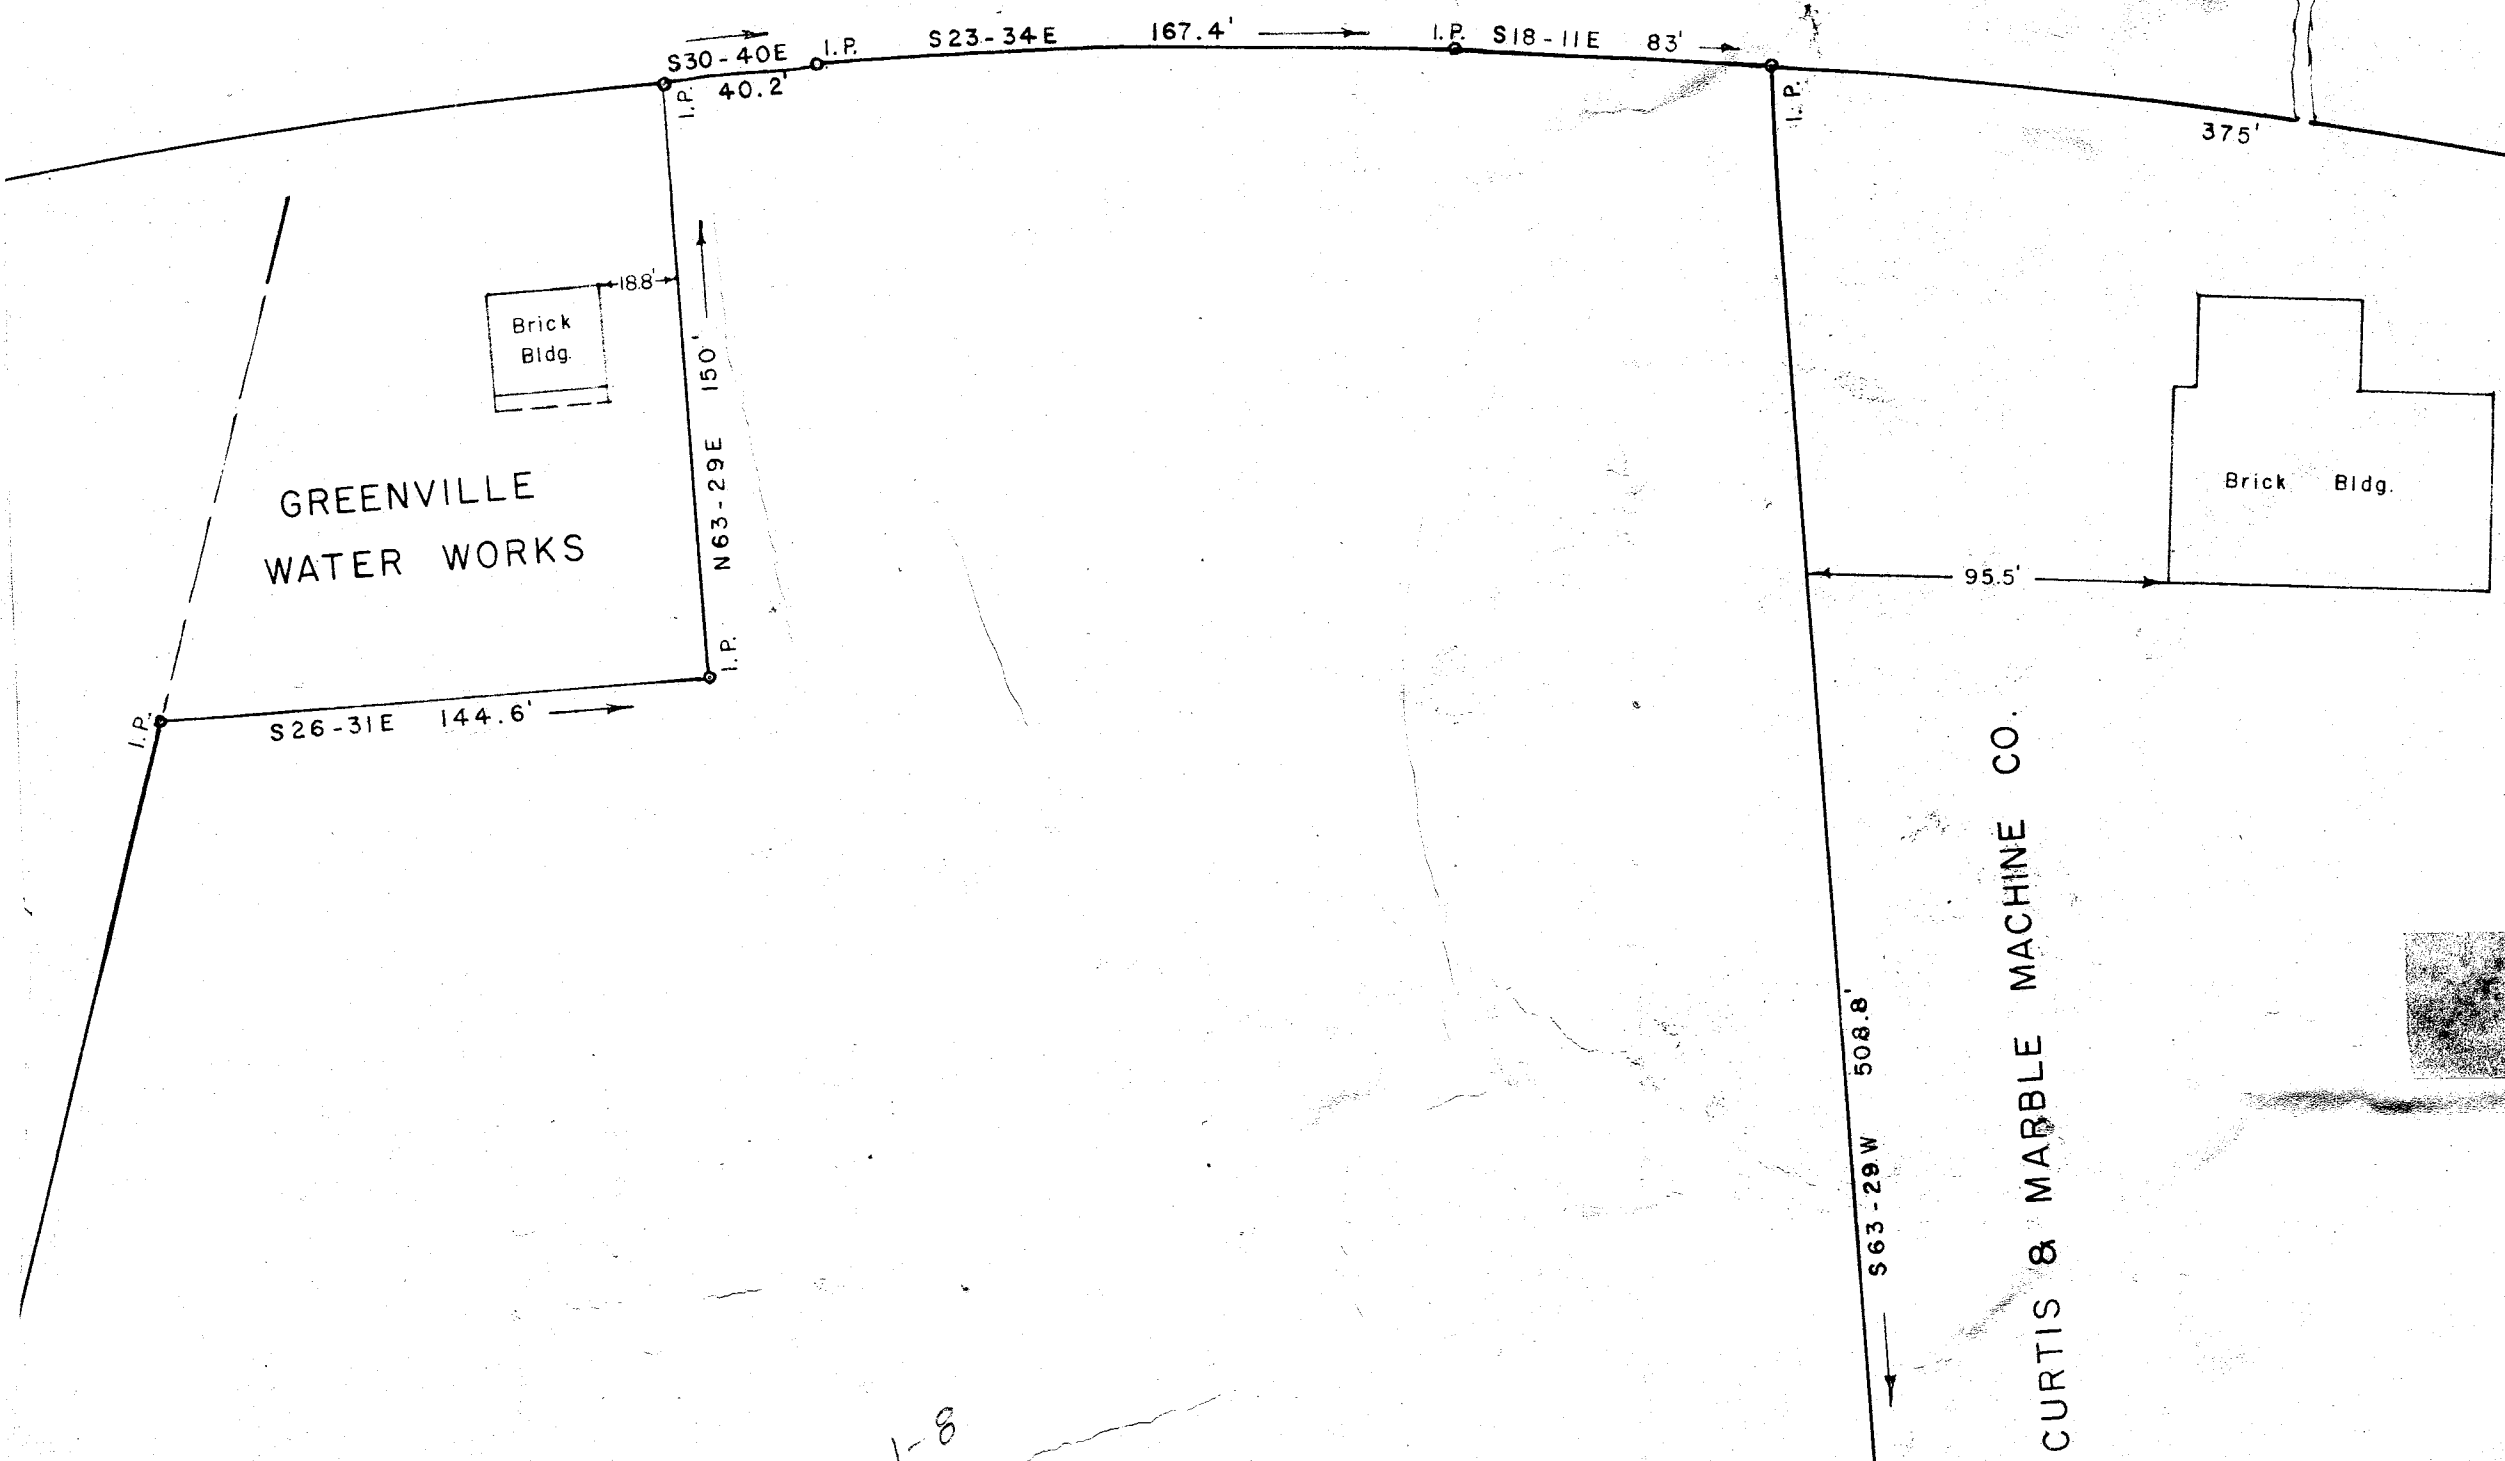 S30-40E
40.2'
I.P.
I.P.
S23-34E 167.4'
I.P.
S18-11E 83'
I.P.
375'
18.8'
Brick
Bldg.
N63-29E 150'
GREENVILLE
WATER WORKS
I.P.
I.P.
S26-31E 144.6'
Brick Bldg.
95.5'
S63-29W 508.8'
CURTIS & MARBLE MACHINE CO.
1-8